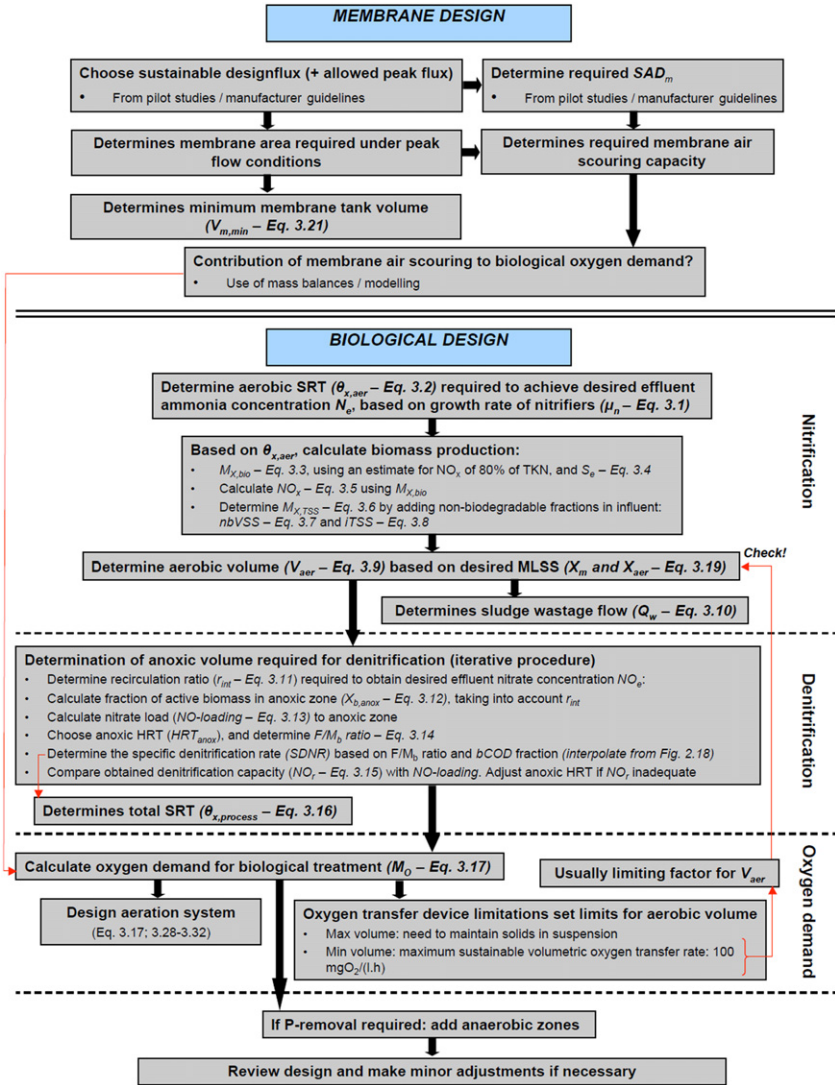 MEMBRANE DESIGN
Choose sustainable designflux (+ allowed peak flux)
• From pilot studies / manufacturer guidelines
Determine required SADm
• From pilot studies / manufacturer guidelines
Determines membrane area required under peak
flow conditions
Determines required membrane air
scouring capacity
Determines minimum membrane tank volume
(Vm,min – Eq. 3.21)
Contribution of membrane air scouring to biological oxygen demand?
• Use of mass balances / modelling
BIOLOGICAL DESIGN
Determine aerobic SRT (θx,aer – Eq. 3.2) required to achieve desired effluent
ammonia concentration Ne, based on growth rate of nitrifiers (μn – Eq. 3.1)
Based on θx,aer, calculate biomass production:
• MX,bio – Eq. 3.3, using an estimate for NOx of 80% of TKN, and Se – Eq. 3.4
• Calculate NOx – Eq. 3.5 using MX,bio
• Determine MX,TSS – Eq. 3.6 by adding non-biodegradable fractions in influent:
nbVSS – Eq. 3.7 and iTSS – Eq. 3.8
Nitrification
Determine aerobic volume (Vaer – Eq. 3.9) based on desired MLSS (Xm and Xaer – Eq. 3.19)
Check!
Determines sludge wastage flow (Qw – Eq. 3.10)
Determination of anoxic volume required for denitrification (iterative procedure)
• Determine recirculation ratio (rint – Eq. 3.11) required to obtain desired effluent nitrate concentration NOe:
• Calculate fraction of active biomass in anoxic zone (Xb,anox – Eq. 3.12), taking into account rint
• Calculate nitrate load (NO-loading – Eq. 3.13) to anoxic zone
• Choose anoxic HRT (HRTanox), and determine F/Mb ratio – Eq. 3.14
• Determine the specific denitrification rate (SDNR) based on F/Mb ratio and bCOD fraction (interpolate from Fig. 2.18)
• Compare obtained denitrification capacity (NOr – Eq. 3.15) with NO-loading. Adjust anoxic HRT if NOr inadequate
Denitrification
Determines total SRT (θx,process – Eq. 3.16)
Calculate oxygen demand for biological treatment (MO – Eq. 3.17)
Usually limiting factor for Vaer
Design aeration system
(Eq. 3.17; 3.28-3.32)
Oxygen transfer device limitations set limits for aerobic volume
• Max volume: need to maintain solids in suspension
• Min volume: maximum sustainable volumetric oxygen transfer rate: 100
mgO2/(l.h)
Oxygen demand
If P-removal required: add anaerobic zones
Review design and make minor adjustments if necessary